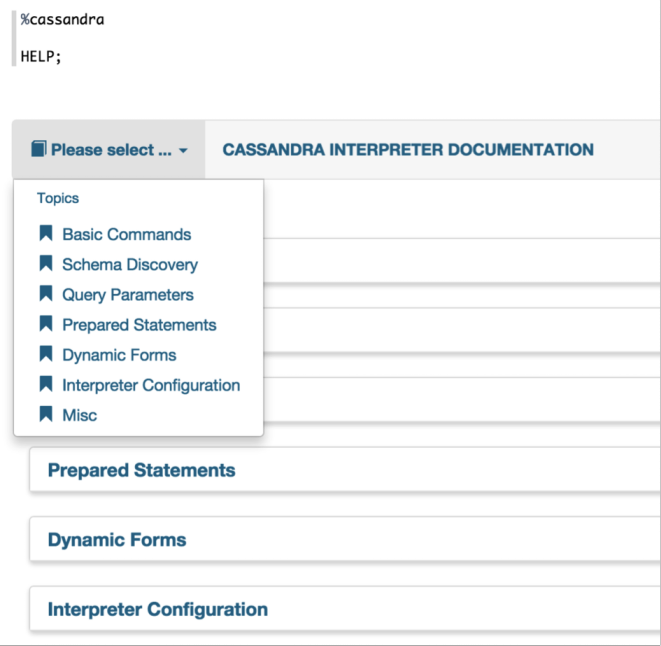 %cassandra
HELP;
Please select ... CASSANDRA INTERPRETER DOCUMENTATION
Topics
Basic Commands
Schema Discovery
Query Parameters
Prepared Statements
Dynamic Forms
Interpreter Configuration
Misc
Prepared Statements
Dynamic Forms
Interpreter Configuration